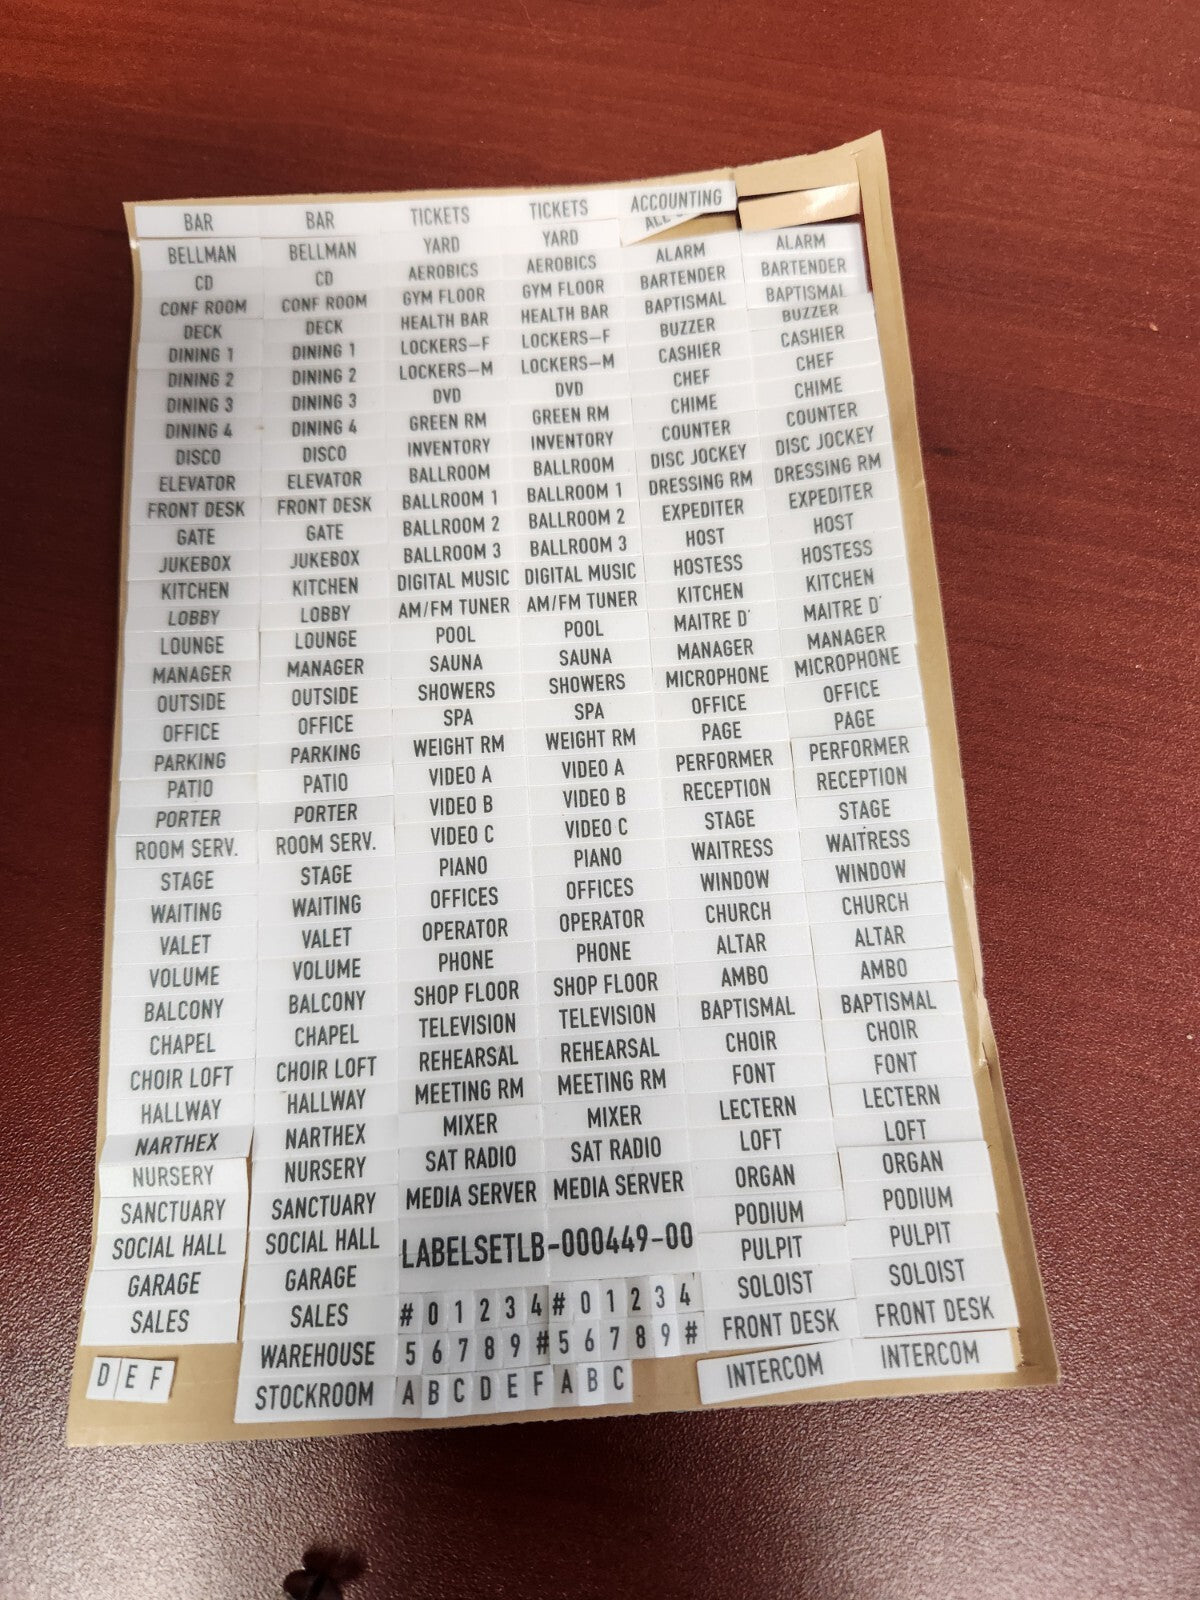 BAR
BELLMAN
CD
CONF ROOM
DECK
DINING 1
DINING 2
DINING 3
DINING 4
DISCO
ELEVATOR
FRONT DESK
GATE
JUKEBOX
KITCHEN
LOBBY
LOUNGE
MANAGER
OUTSIDE
OFFICE
PARKING
PATIO
PORTER
ROOM SERV.
STAGE
WAITING
VALET
VOLUME
BALCONY
CHAPEL
CHOIR LOFT
HALLWAY
NARTHEX
NURSERY
SANCTUARY
SOCIAL HALL
GARAGE
SALES
D E F
BAR
BELLMAN
CD
CONF ROOM
DECK
DINING 1
DINING 2
DINING 3
DINING 4
DISCO
ELEVATOR
FRONT DESK
GATE
JUKEBOX
KITCHEN
LOBBY
LOUNGE
MANAGER
OUTSIDE
OFFICE
PARKING
PATIO
PORTER
ROOM SERV.
STAGE
WAITING
VALET
VOLUME
BALCONY
CHAPEL
CHOIR LOFT
HALLWAY
NARTHEX
NURSERY
SANCTUARY
SOCIAL HALL
GARAGE
SALES
WAREHOUSE
STOCKROOM
TICKETS
YARD
AEROBICS
GYM FLOOR
HEALTH BAR
LOCKERS–F
LOCKERS–M
DVD
GREEN RM
INVENTORY
BALLROOM
BALLROOM 1
BALLROOM 2
BALLROOM 3
DIGITAL MUSIC
AM/FM TUNER
POOL
SAUNA
SHOWERS
SPA
WEIGHT RM
VIDEO A
VIDEO B
VIDEO C
PIANO
OFFICES
OPERATOR
PHONE
SHOP FLOOR
TELEVISION
REHEARSAL
MEETING RM
MIXER
SAT RADIO
MEDIA SERVER
TICKETS
YARD
AEROBICS
GYM FLOOR
HEALTH BAR
LOCKERS–F
LOCKERS–M
DVD
GREEN RM
INVENTORY
BALLROOM
BALLROOM 1
BALLROOM 2
BALLROOM 3
DIGITAL MUSIC
AM/FM TUNER
POOL
SAUNA
SHOWERS
SPA
WEIGHT RM
VIDEO A
VIDEO B
VIDEO C
PIANO
OFFICES
OPERATOR
PHONE
SHOP FLOOR
TELEVISION
REHEARSAL
MEETING RM
MIXER
SAT RADIO
MEDIA SERVER
LABELSETLB-000449-00
# 0 1 2 3 4 # 0 1 2 3 4
5 6 7 8 9 # 5 6 7 8 9 #
A B C D E F A B C
ACCOUNTING
ALL
ALARM
BARTENDER
BAPTISMAL
BUZZER
CASHIER
CHEF
CHIME
COUNTER
DISC JOCKEY
DRESSING RM
EXPEDITER
HOST
HOSTESS
KITCHEN
MAITRE D'
MANAGER
MICROPHONE
OFFICE
PAGE
PERFORMER
RECEPTION
STAGE
WAITRESS
WINDOW
CHURCH
ALTAR
AMBO
BAPTISMAL
CHOIR
FONT
LECTERN
LOFT
ORGAN
PODIUM
PULPIT
SOLOIST
FRONT DESK
INTERCOM
ALARM
BARTENDER
BAPTISMAL
BUZZER
CASHIER
CHEF
CHIME
COUNTER
DISC JOCKEY
DRESSING RM
EXPEDITER
HOST
HOSTESS
KITCHEN
MAITRE D'
MANAGER
MICROPHONE
OFFICE
PAGE
PERFORMER
RECEPTION
STAGE
WAITRESS
WINDOW
CHURCH
ALTAR
AMBO
BAPTISMAL
CHOIR
FONT
LECTERN
LOFT
ORGAN
PODIUM
PULPIT
SOLOIST
FRONT DESK
INTERCOM